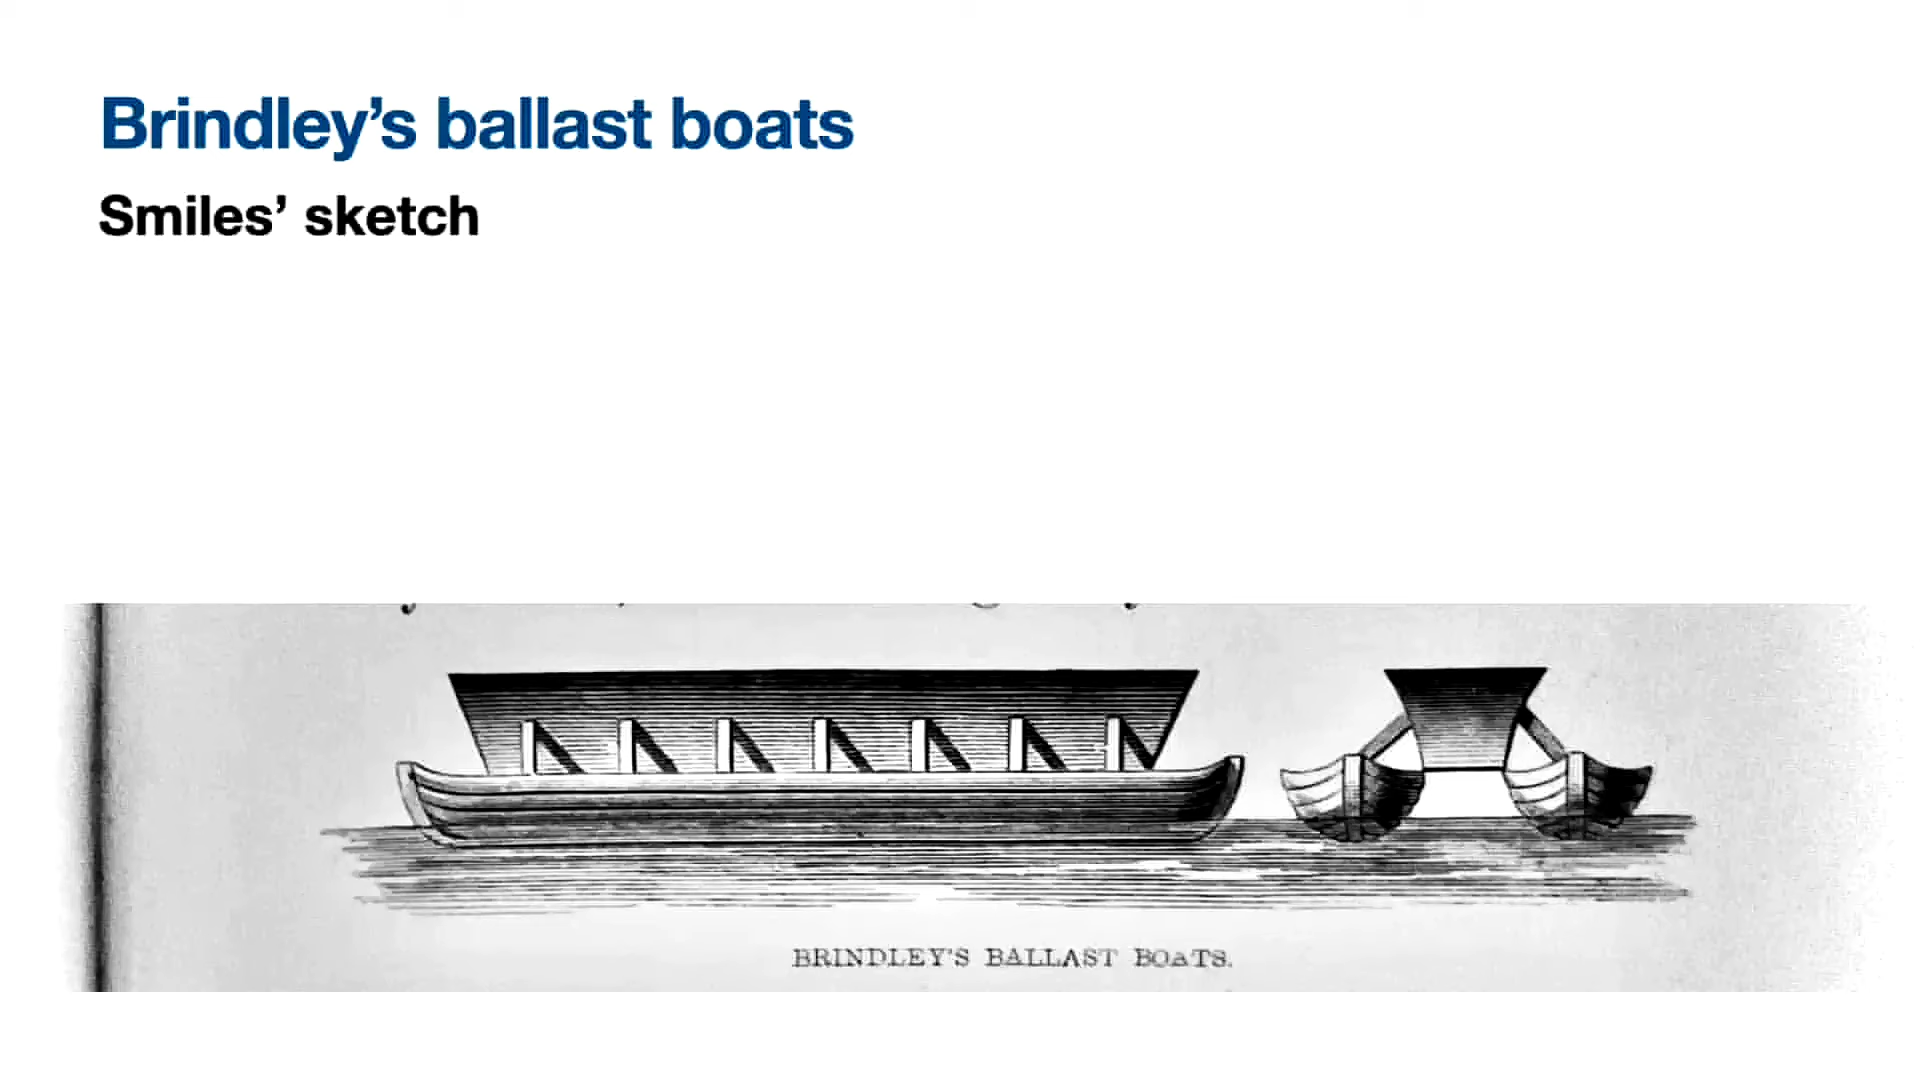 Brindley’s ballast boats
Smiles’ sketch
BRINDLEY'S BALLAST BOATS.